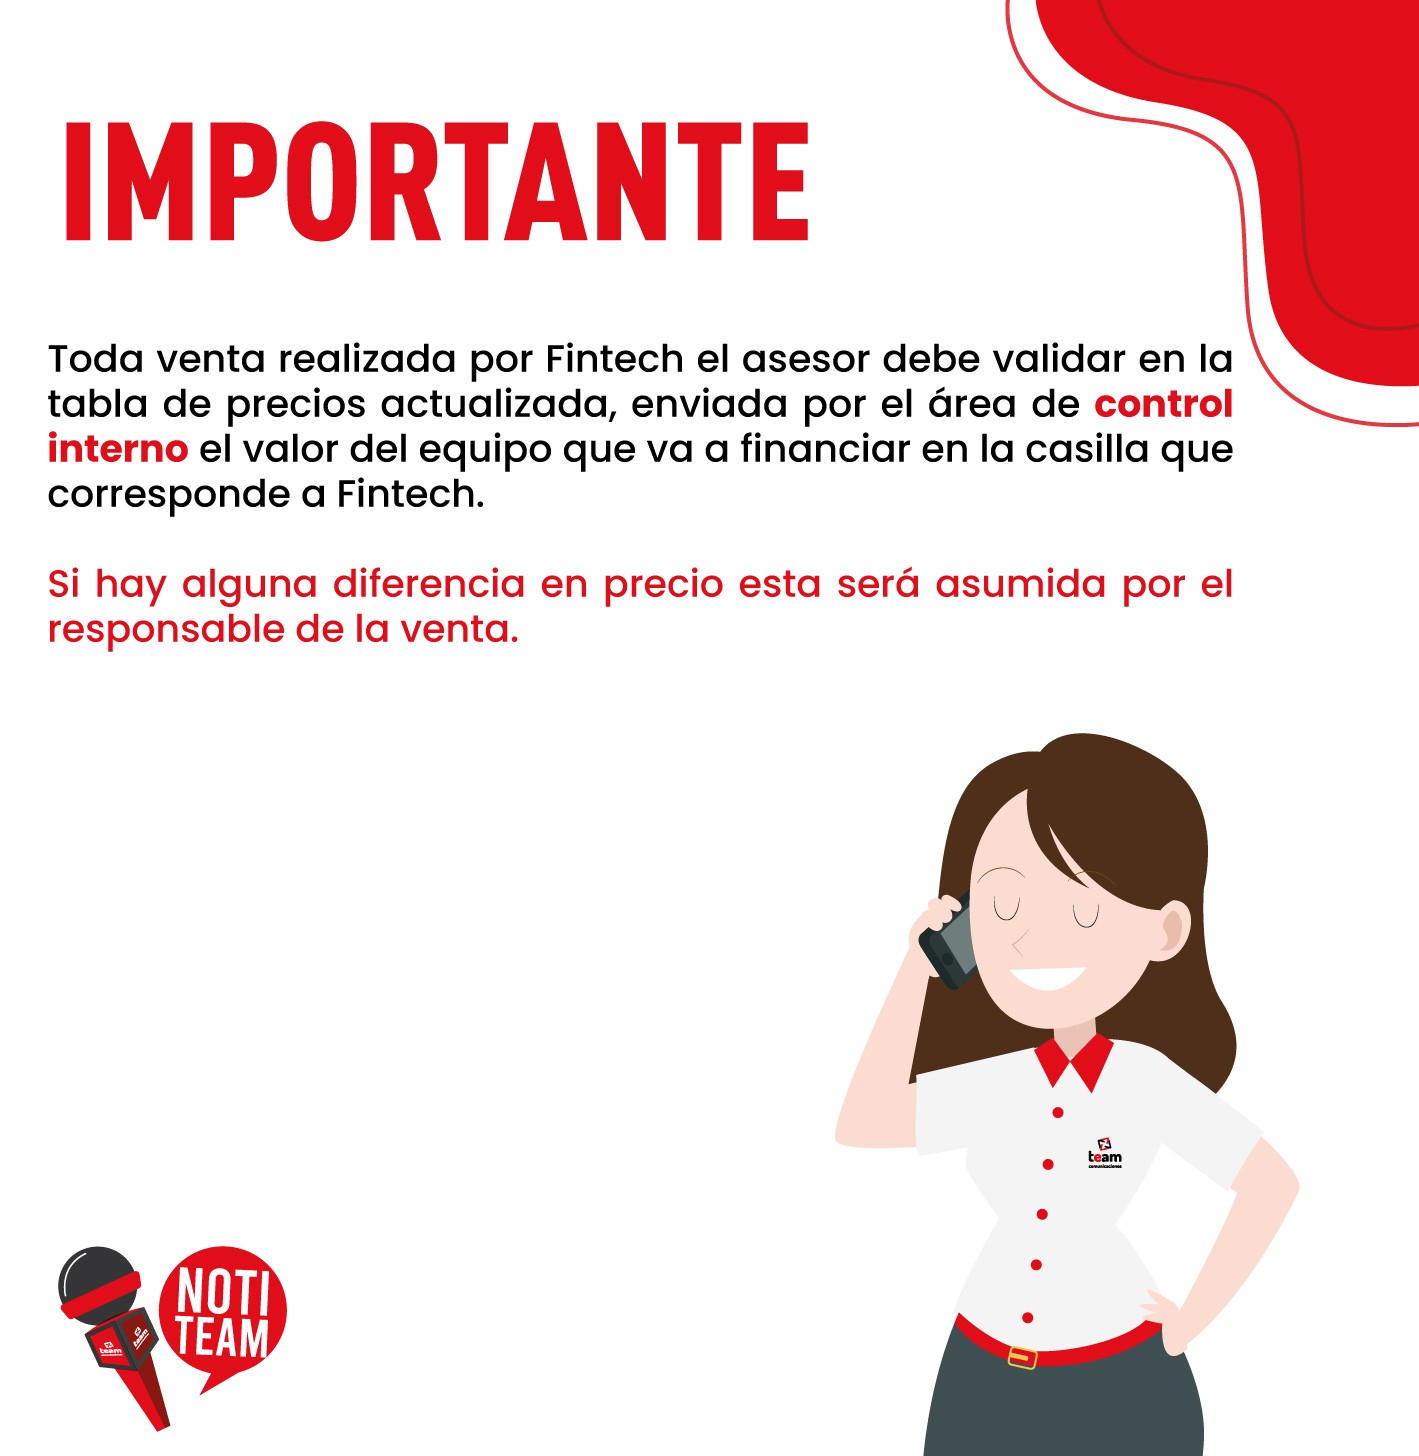 IMPORTANTE
Toda venta realizada por Fintech el asesor debe validar en la
tabla de precios actualizada, enviada por el área de control
interno el valor del equipo que va a financiar en la casilla que
corresponde a Fintech.
Si hay alguna diferencia en precio esta será asumida por el
responsable de la venta.
team
comunicaciones
NOTI
TEAM
team
team